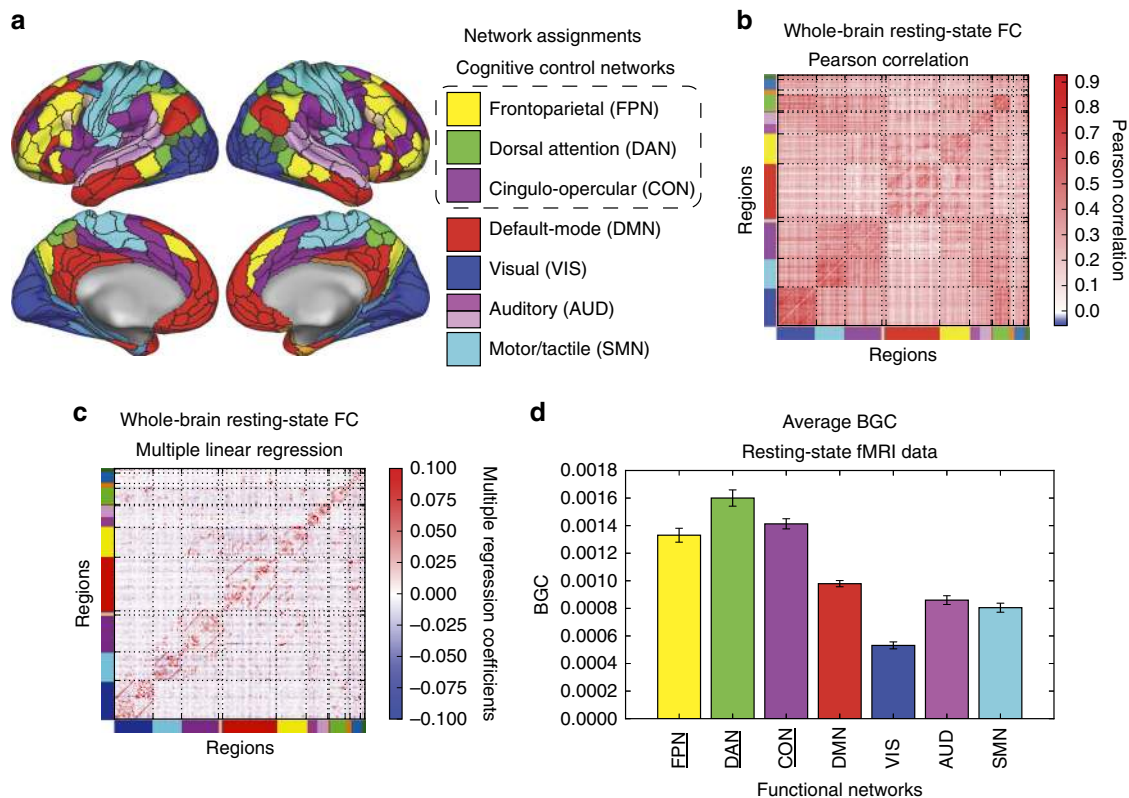 a
Network assignments
Cognitive control networks
Frontoparietal (FPN)
Dorsal attention (DAN)
Cingulo-opercular (CON)
Default-mode (DMN)
Visual (VIS)
Auditory (AUD)
Motor/tactile (SMN)
b
Whole-brain resting-state FC
Pearson correlation
Regions
Regions
0.9
0.8
0.7
0.6
0.5
0.4
0.3
0.2
0.1
0.0
Pearson correlation
c
Whole-brain resting-state FC
Multiple linear regression
Regions
Regions
0.100
0.075
0.050
0.025
0.000
−0.025
−0.050
−0.075
−0.100
Multiple regression coefficients
d
Average BGC
Resting-state fMRI data
BGC
0.0018
0.0016
0.0014
0.0012
0.0010
0.0008
0.0006
0.0004
0.0002
0.0000
FPN
DAN
CON
DMN
VIS
AUD
SMN
Functional networks